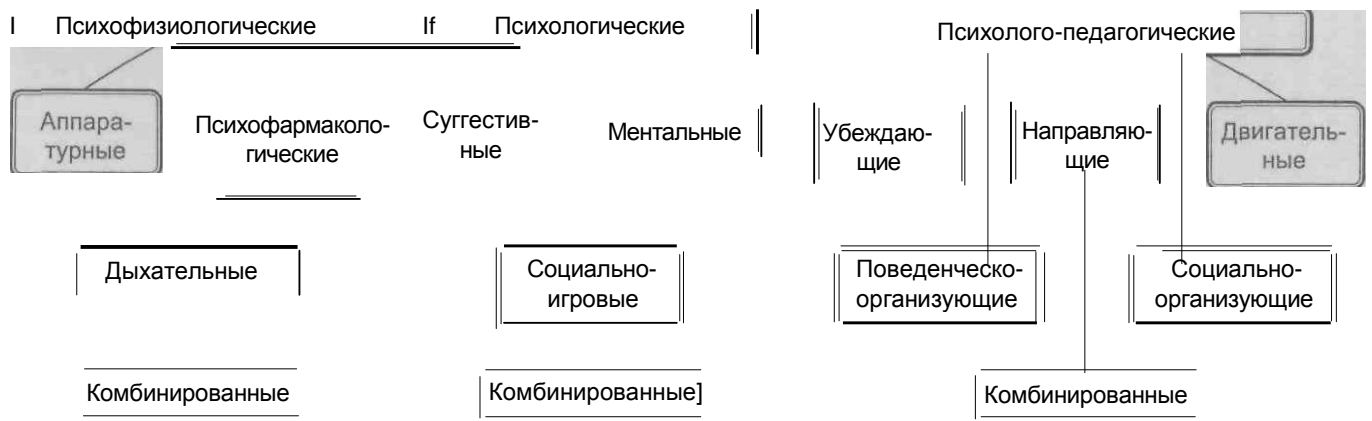 I Психофизиологические If Психологические
Психолого-педагогические
Аппара-
турные
Психофармаколо-
гические
Суггестив-
ные
Ментальные
Убеждаю-
щие
Направляю-
щие
Двигатель-
ные
Дыхательные
Социально-
игровые
Поведенческо-
организующие
Социально-
организующие
Комбинированные
Комбинированные]
Комбинированные